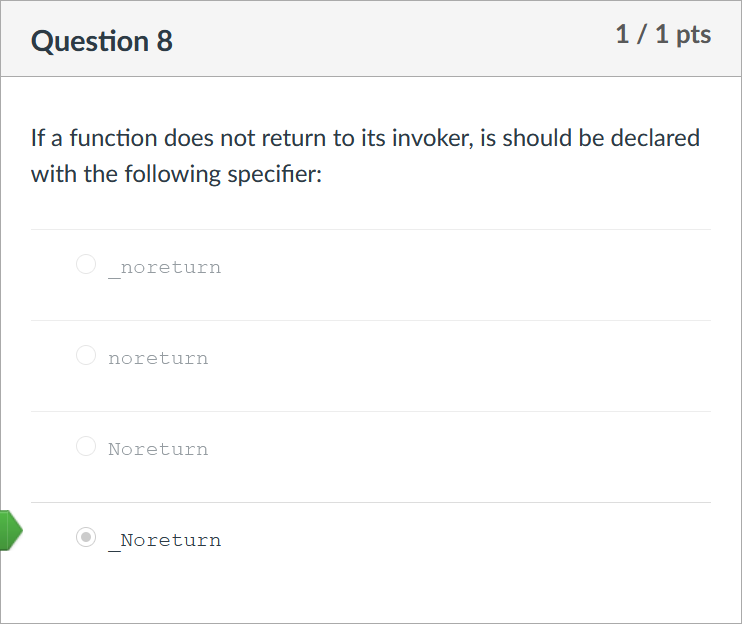 Question 8
1 / 1 pts
If a function does not return to its invoker, is should be declared
with the following specifier:
_noreturn
noreturn
Noreturn
_Noreturn